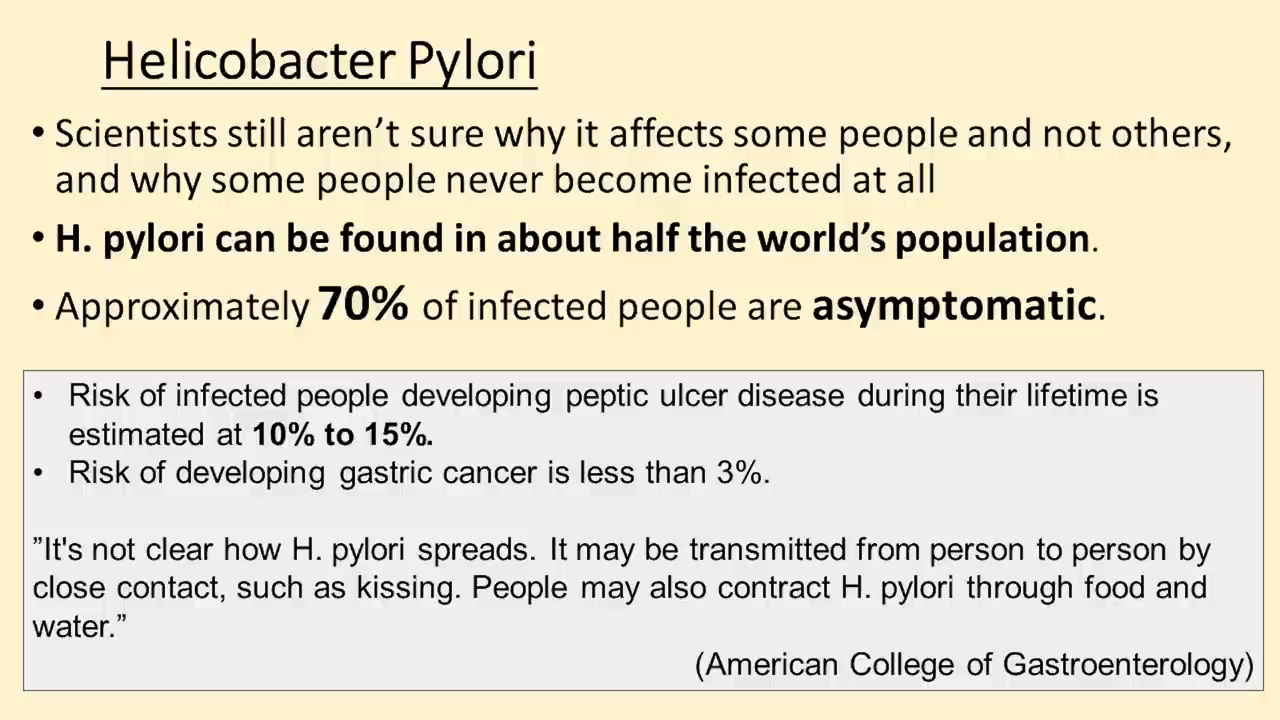 Helicobacter Pylori
• Scientists still aren’t sure why it affects some people and not others,
and why some people never become infected at all
• H. pylori can be found in about half the world’s population.
• Approximately 70% of infected people are asymptomatic.
• Risk of infected people developing peptic ulcer disease during their lifetime is
estimated at 10% to 15%.
• Risk of developing gastric cancer is less than 3%.
”It's not clear how H. pylori spreads. It may be transmitted from person to person by
close contact, such as kissing. People may also contract H. pylori through food and
water.”
(American College of Gastroenterology)